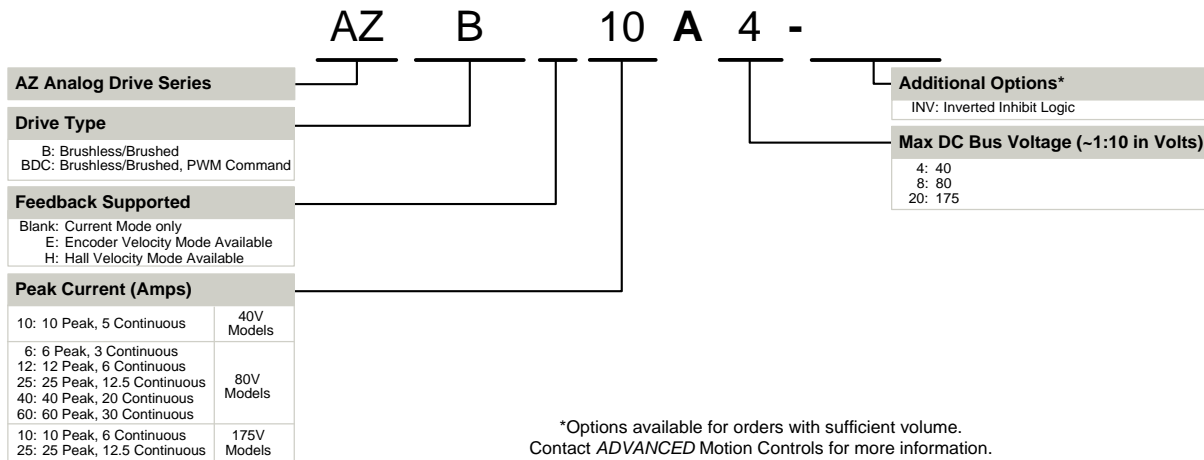 AZ B 10 A 4 -
AZ Analog Drive Series
Drive Type
B: Brushless/Brushed
BDC: Brushless/Brushed, PWM Command
Feedback Supported
Blank: Current Mode only
E: Encoder Velocity Mode Available
H: Hall Velocity Mode Available
Peak Current (Amps)
10: 10 Peak, 5 Continuous
40V
Models
6: 6 Peak, 3 Continuous
12: 12 Peak, 6 Continuous
25: 25 Peak, 12.5 Continuous
40: 40 Peak, 20 Continuous
60: 60 Peak, 30 Continuous
80V
Models
10: 10 Peak, 6 Continuous
25: 25 Peak, 12.5 Continuous
175V
Models
Additional Options*
INV: Inverted Inhibit Logic
Max DC Bus Voltage (~1:10 in Volts)
4: 40
8: 80
20: 175
*Options available for orders with sufficient volume.
Contact ADVANCED Motion Controls for more information.